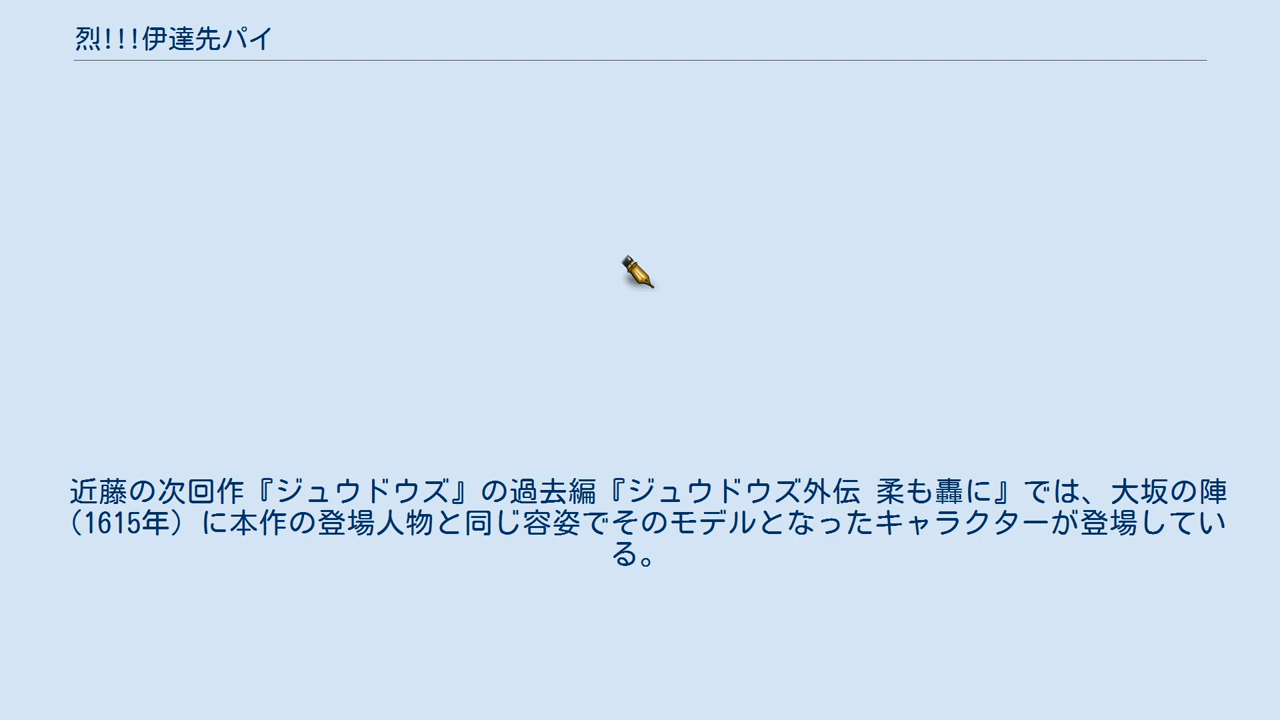 烈!!!伊達先パイ
近藤の次回作『ジュウドウズ』の過去編『ジュウドウズ外伝 柔も轟に』では、大坂の陣
(1615年) に本作の登場人物と同じ容姿でそのモデルとなったキャラクターが登場してい
る。